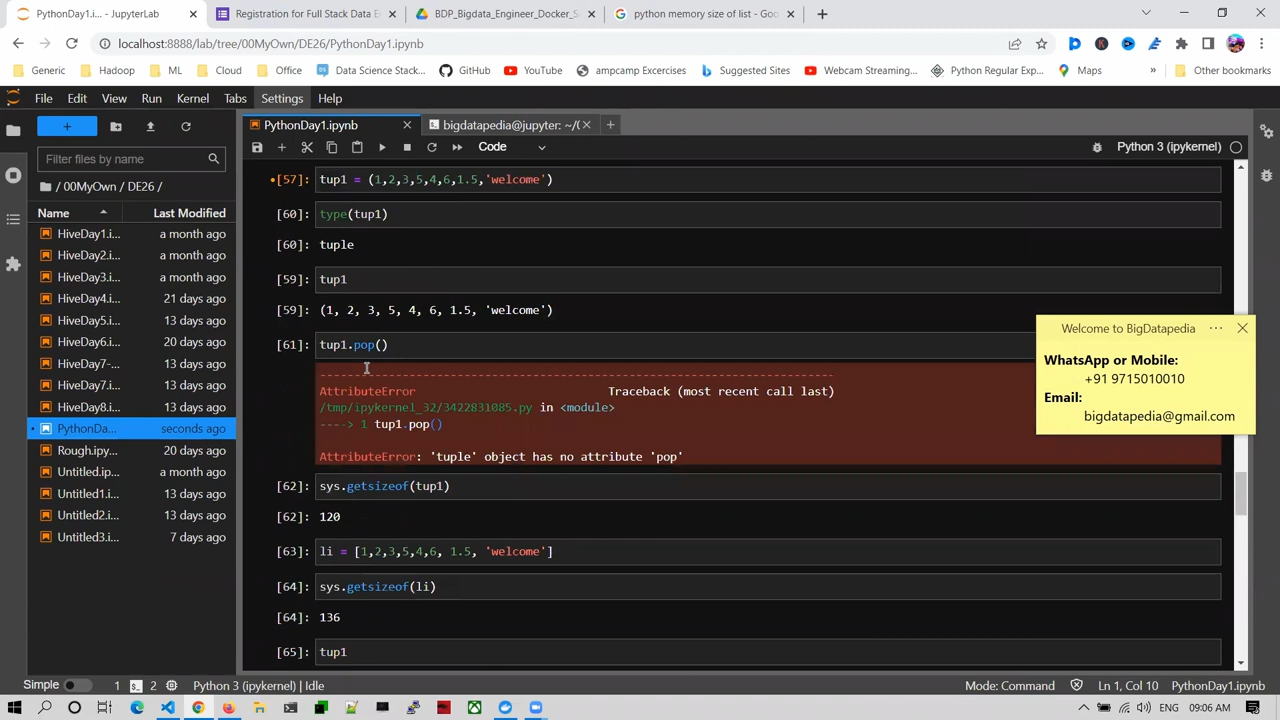 PythonDay1.i... - JupyterLab
Registration for Full Stack Data E
BDP_Bigdata_Engineer_Docker_S
python memory size of list - Goo
localhost:8888/lab/tree/00MyOwn/DE26/PythonDay1.ipynb
Generic Hadoop ML Cloud Office Data Science Stack... GitHub YouTube ampcamp Excercises Suggested Sites Webcam Streaming... Python Regular Exp... Maps » Other bookmarks
File Edit View Run Kernel Tabs Settings Help
PythonDay1.ipynb
bigdatapedia@jupyter: ~/(
Filter files by name
Code
Python 3 (ipykernel)
/ 00MyOwn / DE26 /
Name Last Modified
HiveDay1.i... a month ago
HiveDay2.i... a month ago
HiveDay3.i... a month ago
HiveDay4.i... 21 days ago
HiveDay5.i... 13 days ago
HiveDay6.i... 20 days ago
HiveDay7-... 13 days ago
HiveDay7.i... 13 days ago
HiveDay8.i... a month ago
PythonDa... seconds ago
Rough.ipy... 20 days ago
Untitled.ip... a month ago
Untitled1.i... 13 days ago
Untitled2.i... 13 days ago
Untitled3.i... 7 days ago
[57]: tup1 = (1,2,3,5,4,6,1.5,'welcome')
[60]: type(tup1)
[60]: tuple
[59]: tup1
[59]: (1, 2, 3, 5, 4, 6, 1.5, 'welcome')
[61]: tup1.pop()
---------------------------------------------------------------------------
AttributeError Traceback (most recent call last)
/tmp/ipykernel_32/3422831085.py in <module>
----> 1 tup1.pop()
AttributeError: 'tuple' object has no attribute 'pop'
[62]: sys.getsizeof(tup1)
[62]: 120
[63]: li = [1,2,3,5,4,6, 1.5, 'welcome']
[64]: sys.getsizeof(li)
[64]: 136
[65]: tup1
Welcome to BigDatapedia
WhatsApp or Mobile:
+91 9715010010
Email:
bigdatapedia@gmail.com
Simple 1 2 Python 3 (ipykernel) | Idle Mode: Command Ln 1, Col 10 PythonDay1.ipynb
ENG 09:06 AM